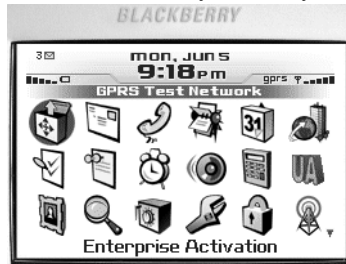 BLACKBERRY
3
mon, Jun 5
9:18PM
gprs
GPRS Test Network
31
UA
Enterprise Activation